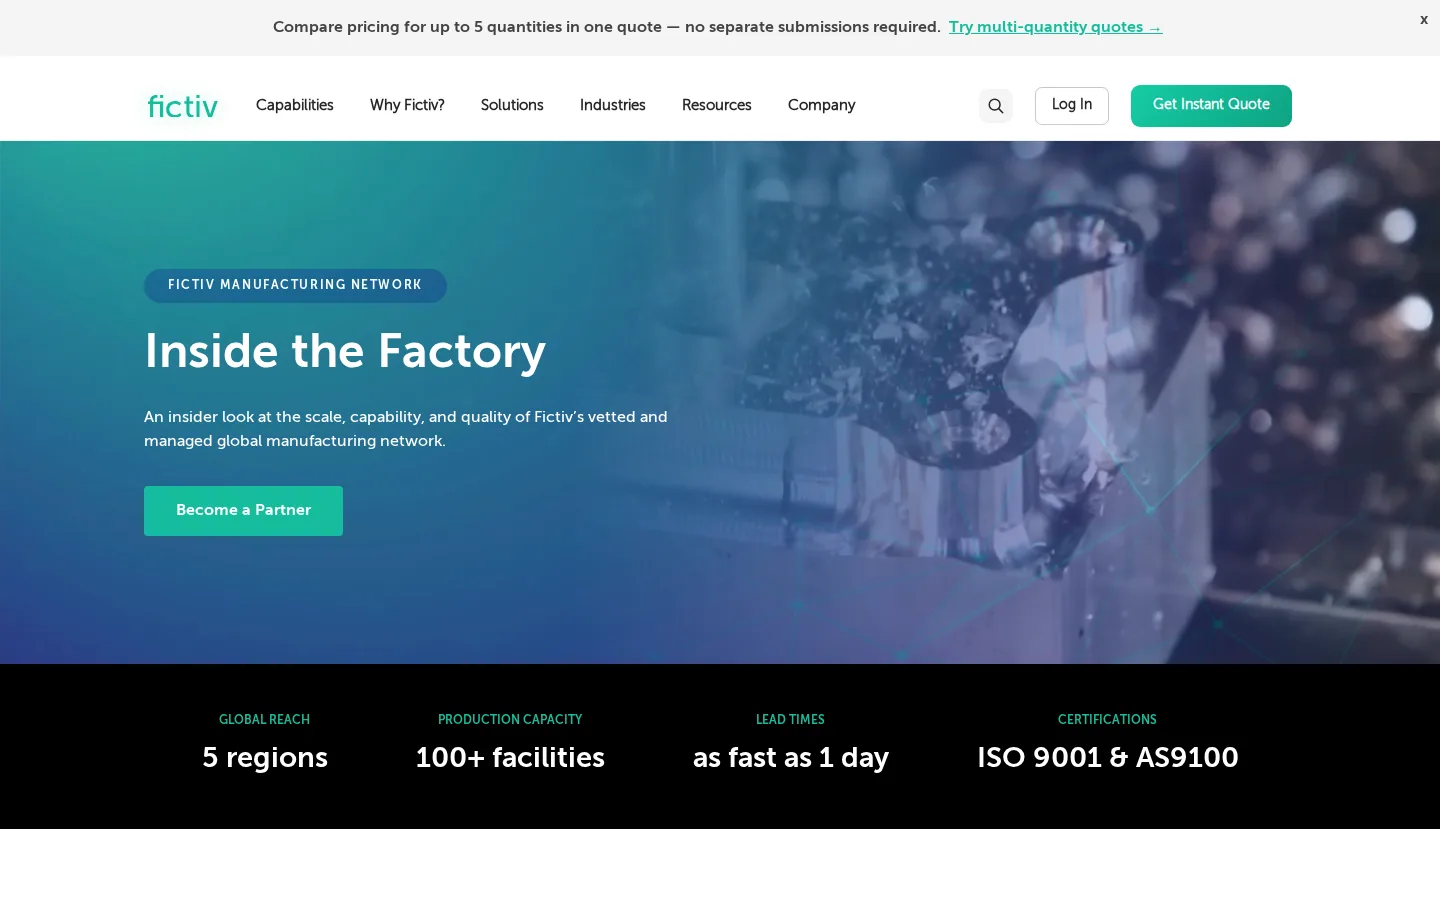 Compare pricing for up to 5 quantities in one quote — no separate submissions required. Try multi-quantity quotes →
x
fictiv
Capabilities
Why Fictiv?
Solutions
Industries
Resources
Company
Log In
Get Instant Quote
FICTIV MANUFACTURING NETWORK
Inside the Factory
An insider look at the scale, capability, and quality of Fictiv’s vetted and
managed global manufacturing network.
Become a Partner
GLOBAL REACH
5 regions
PRODUCTION CAPACITY
100+ facilities
LEAD TIMES
as fast as 1 day
CERTIFICATIONS
ISO 9001 & AS9100